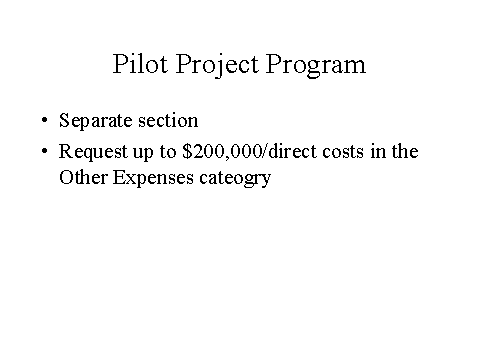 Pilot Project Program
• Separate section
• Request up to $200,000/direct costs in the
Other Expenses cateogry